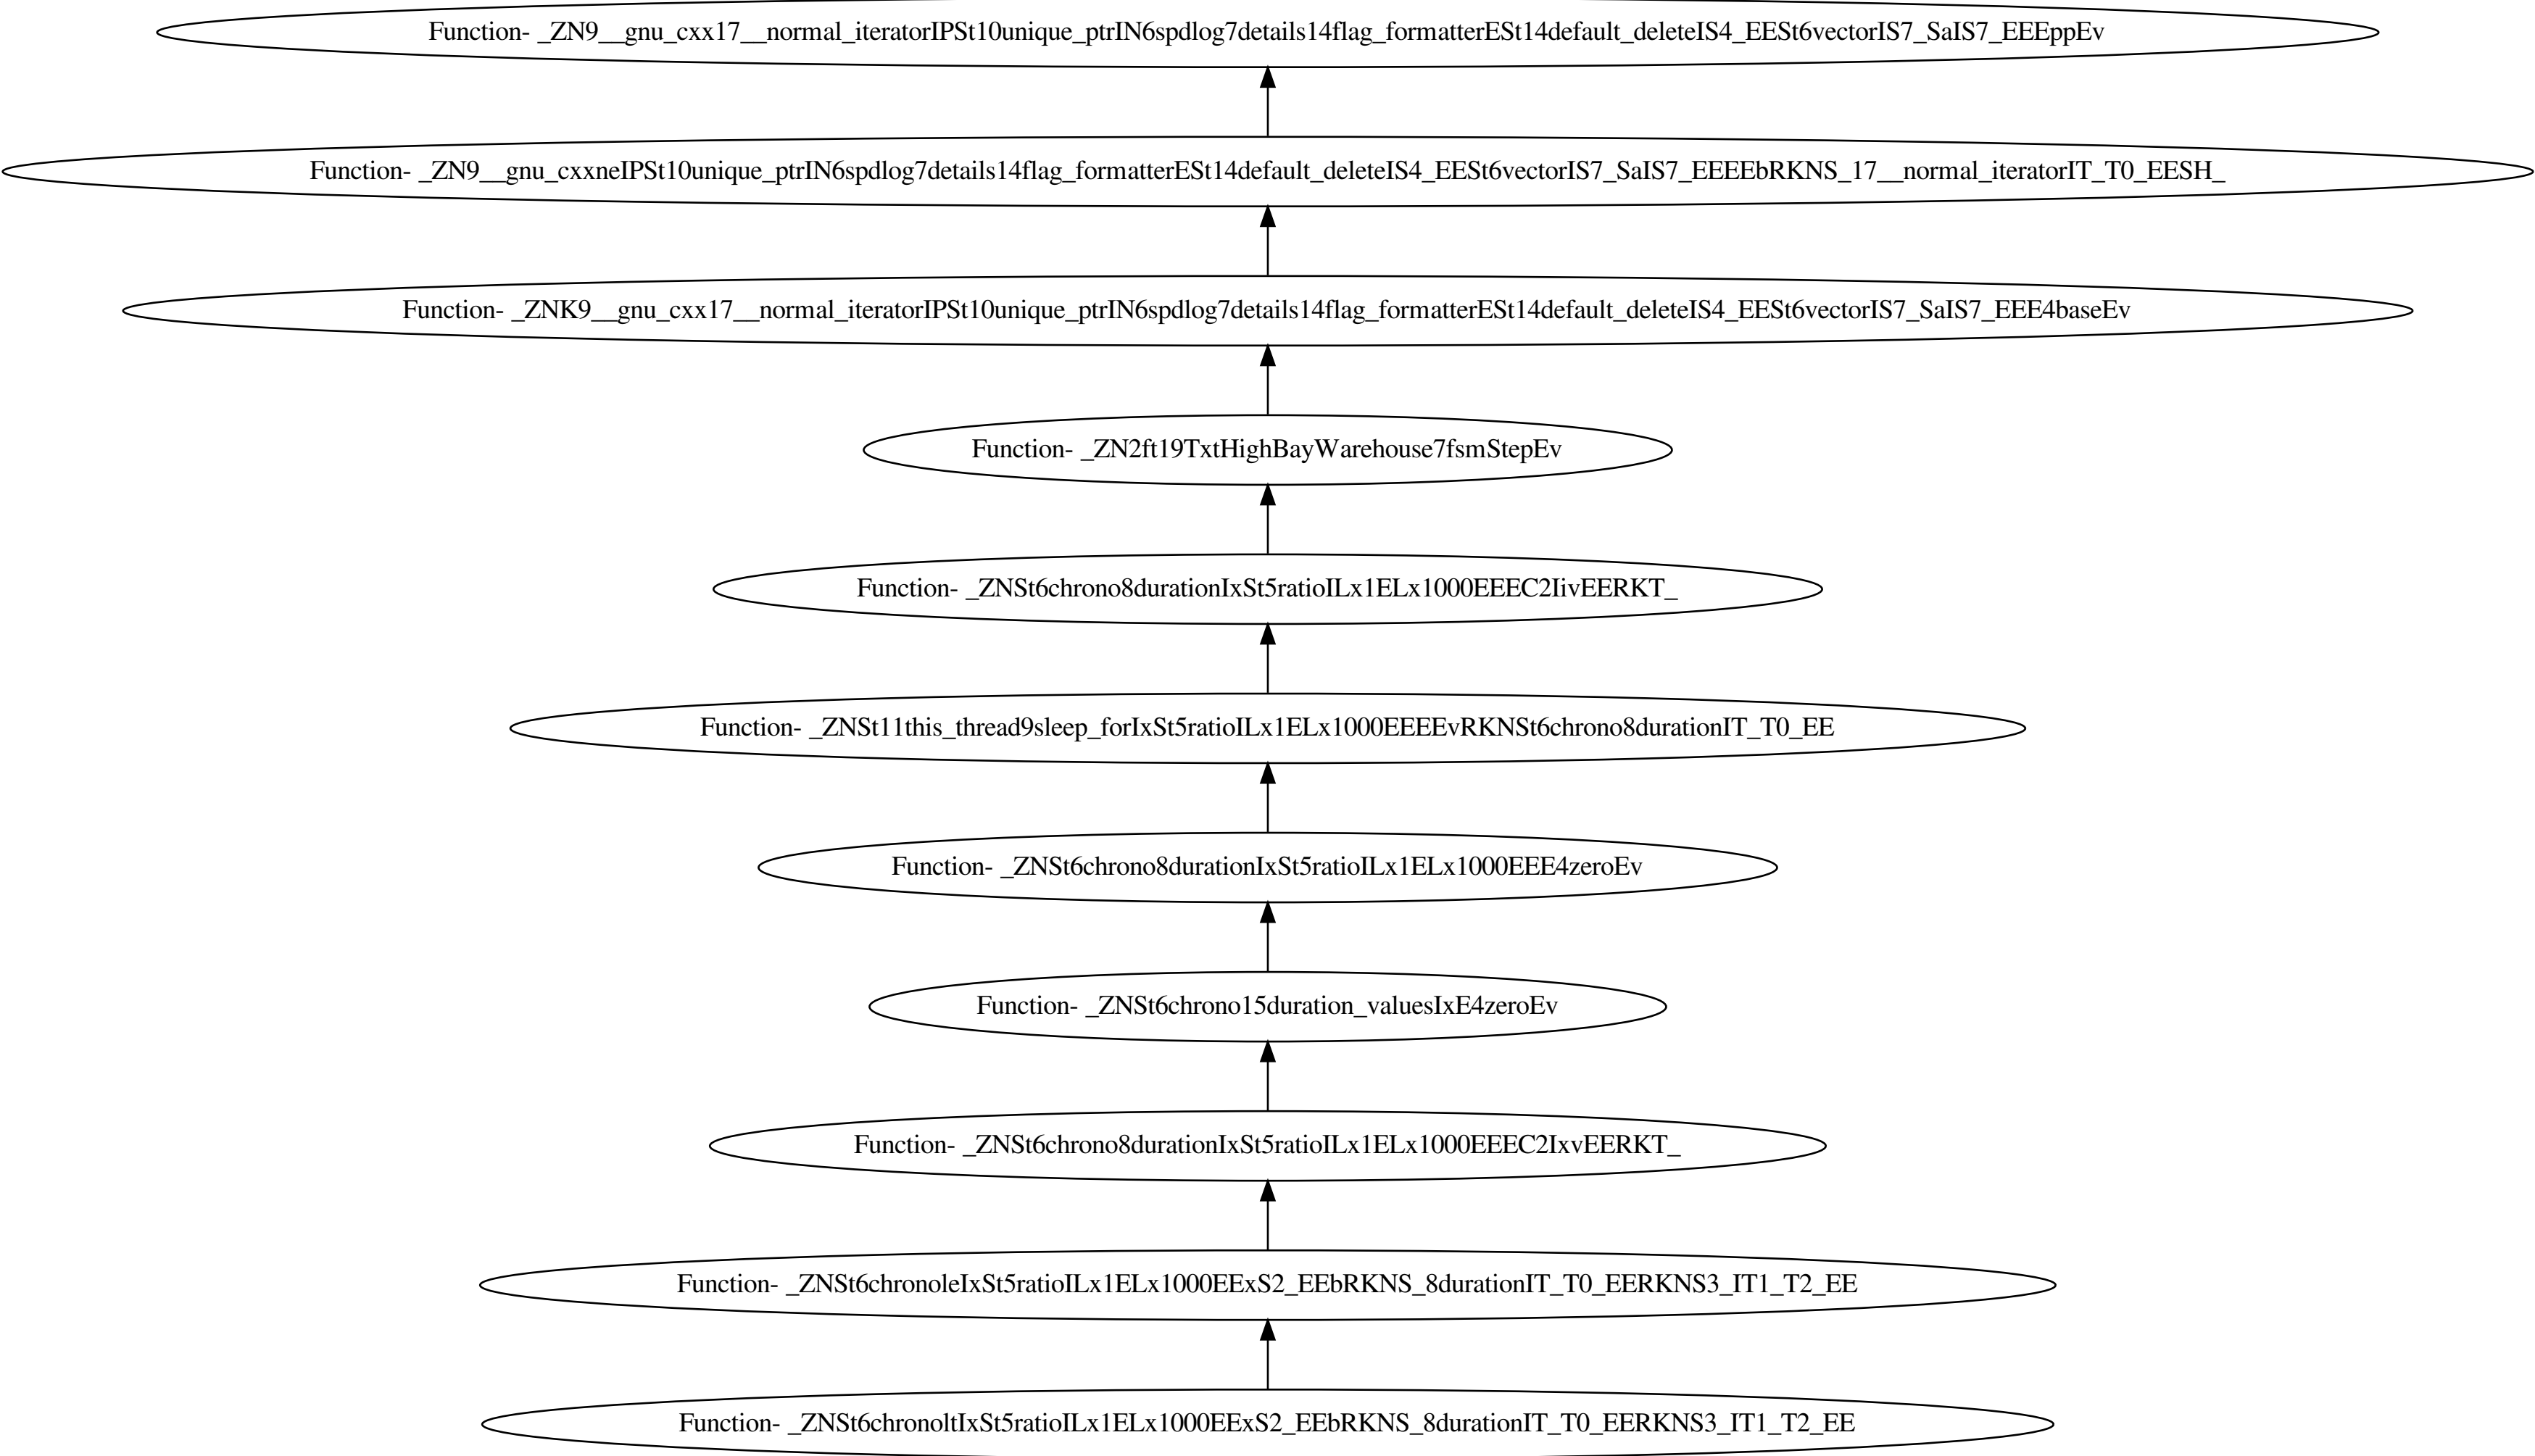 Function- _ZN9__gnu_cxx17__normal_iteratorIPSt10unique_ptrIN6spdlog7details14flag_formatterESt14default_deleteIS4_EESt6vectorIS7_SaIS7_EEEppEv
Function- _ZN9__gnu_cxxneIPSt10unique_ptrIN6spdlog7details14flag_formatterESt14default_deleteIS4_EESt6vectorIS7_SaIS7_EEEEbRKNS_17__normal_iteratorIT_T0_EESH_
Function- _ZNK9__gnu_cxx17__normal_iteratorIPSt10unique_ptrIN6spdlog7details14flag_formatterESt14default_deleteIS4_EESt6vectorIS7_SaIS7_EEE4baseEv
Function- _ZN2ft19TxtHighBayWarehouse7fsmStepEv
Function- _ZNSt6chrono8durationIxSt5ratioILx1ELx1000EEEC2IivEERKT_
Function- _ZNSt11this_thread9sleep_forIxSt5ratioILx1ELx1000EEEEvRKNSt6chrono8durationIT_T0_EE
Function- _ZNSt6chrono8durationIxSt5ratioILx1ELx1000EEE4zeroEv
Function- _ZNSt6chrono15duration_valuesIxE4zeroEv
Function- _ZNSt6chrono8durationIxSt5ratioILx1ELx1000EEEC2IxvEERKT_
Function- _ZNSt6chronoleIxSt5ratioILx1ELx1000EExS2_EEbRKNS_8durationIT_T0_EERKNS3_IT1_T2_EE
Function- _ZNSt6chronoltIxSt5ratioILx1ELx1000EExS2_EEbRKNS_8durationIT_T0_EERKNS3_IT1_T2_EE